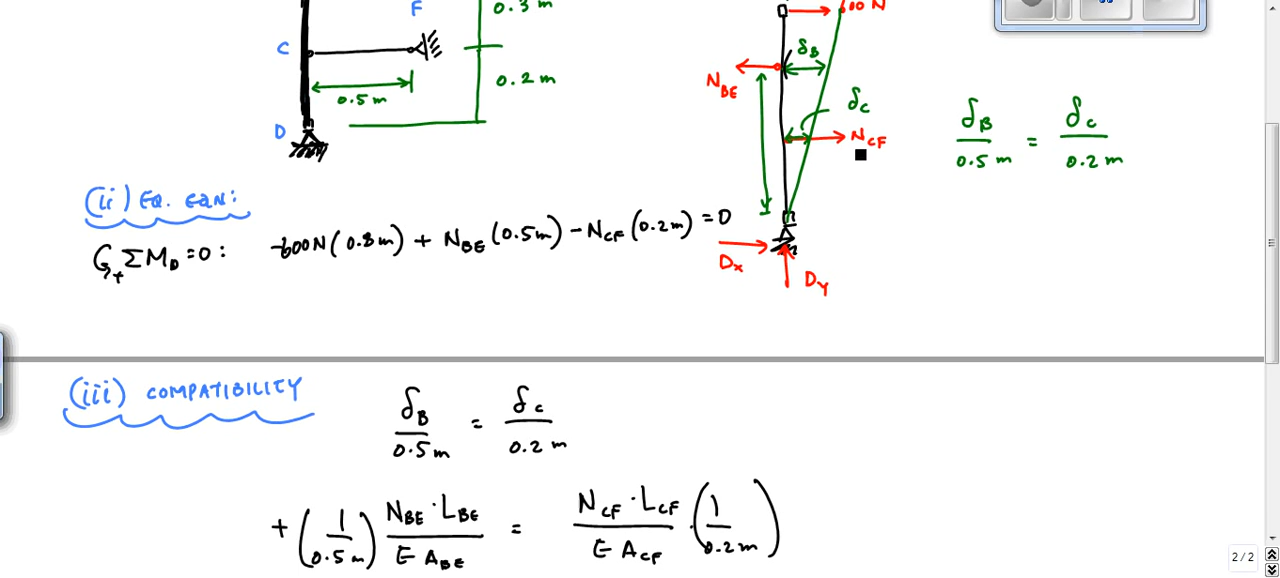 F
0.3 m
C
0.5 m
0.2 m
D
00 N
δB
NBE
δC
NCF
Dx
DY
δB / 0.5 m = δC / 0.2 m
(ii) EQ. EQN:
↺+ ΣMD = 0 : -600N (0.8m) + NBE (0.5m) - NCF (0.2m) = 0
(iii) COMPATIBILITY
δB / 0.5 m = δC / 0.2 m
+ (1 / 0.5 m) NBE · LBE / E ABE = NCF · LCF / E ACF · (1 / 0.2 m)
2 / 2